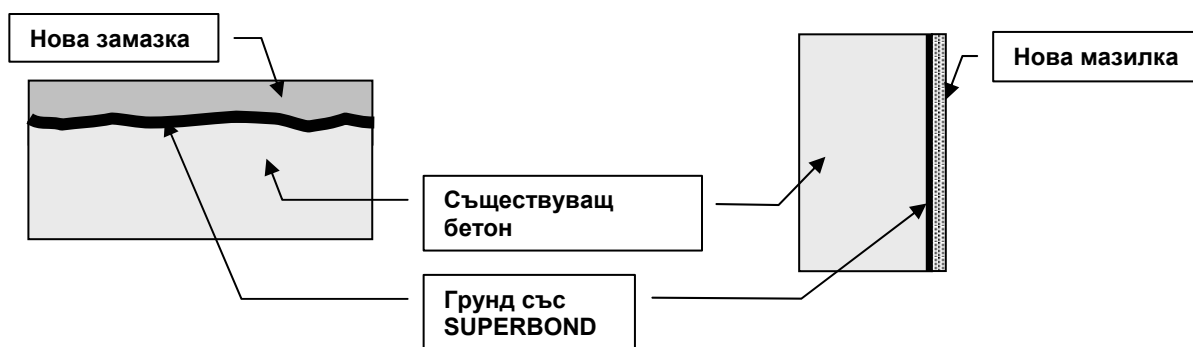 Нова замазка
Нова мазилка
Съществуващ
бетон
Грунд със
SUPERBOND